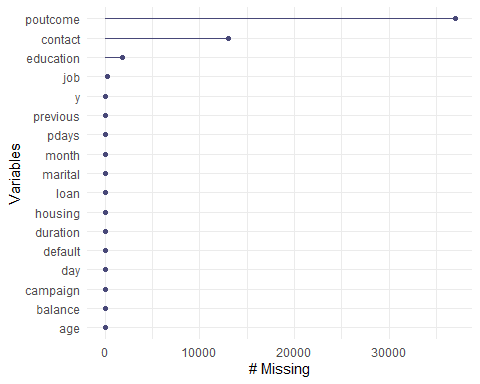 poutcome
contact
education
job
y
previous
pdays
month
marital
loan
housing
duration
default
day
campaign
balance
age
Variables
0 10000 20000 30000
# Missing